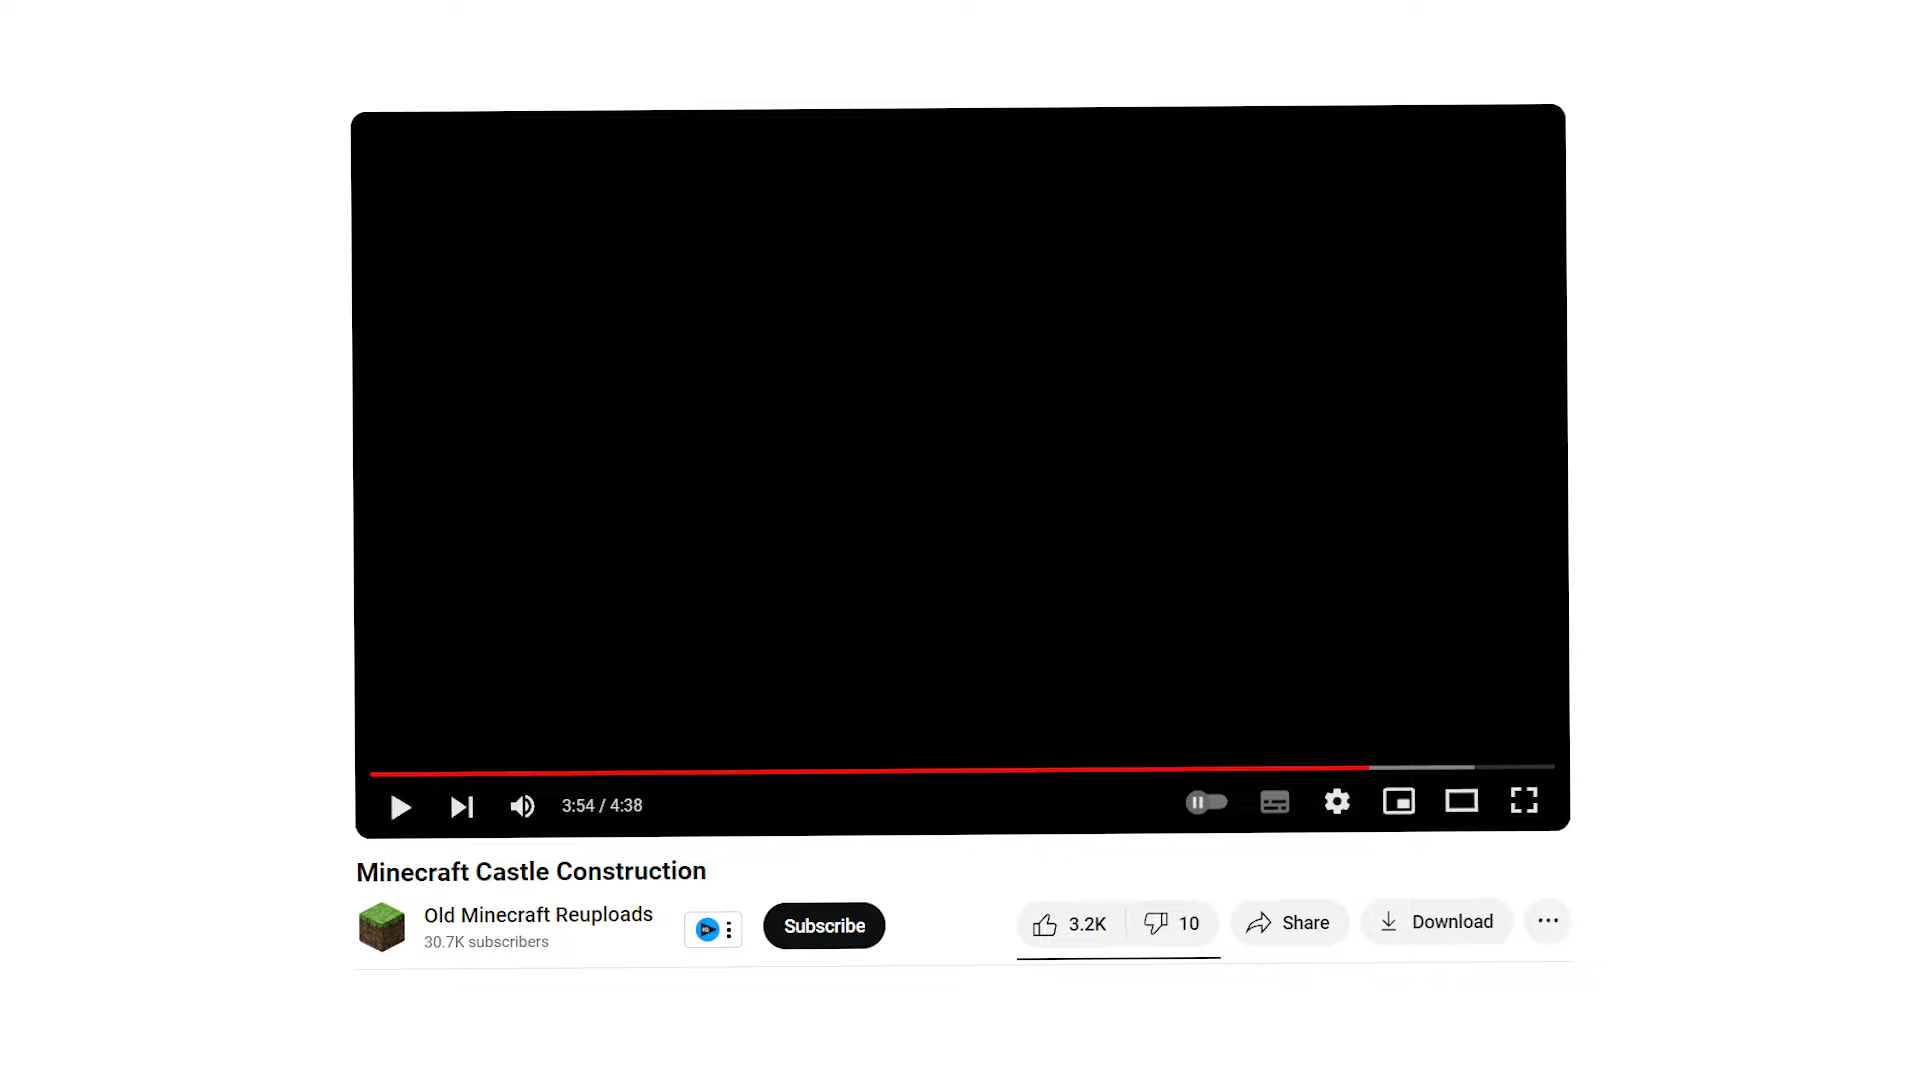 3:54 / 4:38
Minecraft Castle Construction
Old Minecraft Reuploads
30.7K subscribers
Subscribe
3.2K
10
Share
Download